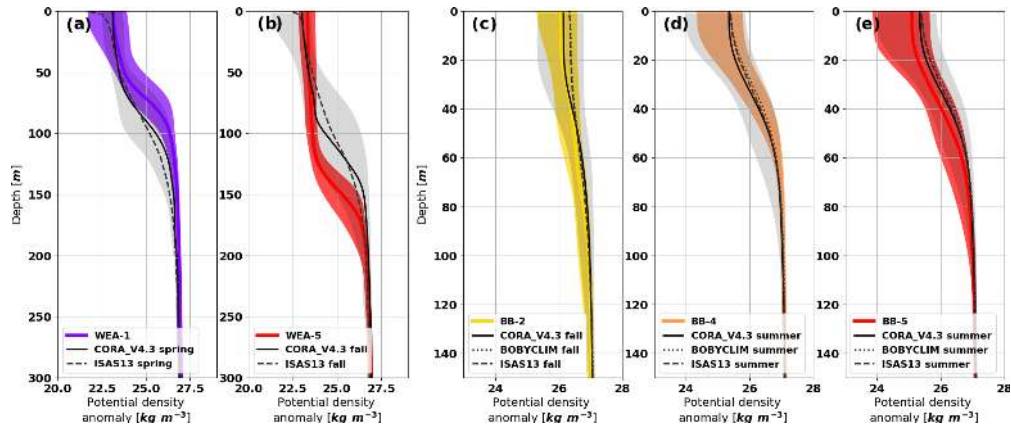 (a)
0
50
100
150
200
250
300
Depth [m]
WEA-1
CORA_V4.3 spring
ISAS13 spring
20.0 22.5 25.0 27.5
Potential density
anomaly [kg m⁻³]
(b)
0
50
100
150
200
250
300
WEA-5
CORA_V4.3 fall
ISAS13 fall
20.0 22.5 25.0 27.5
Potential density
anomaly [kg m⁻³]
(c)
0
20
40
60
80
100
120
140
Depth [m]
BB-2
CORA_V4.3 fall
BOBYCLIM fall
ISAS13 fall
24 26 28
Potential density
anomaly [kg m⁻³]
(d)
0
20
40
60
80
100
120
140
BB-4
CORA_V4.3 summer
BOBYCLIM summer
ISAS13 summer
24 26 28
Potential density
anomaly [kg m⁻³]
(e)
0
20
40
60
80
100
120
140
BB-5
CORA_V4.3 summer
BOBYCLIM summer
ISAS13 summer
24 26 28
Potential density
anomaly [kg m⁻³]